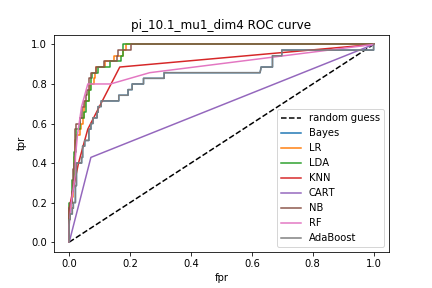 pi_10.1_mu1_dim4 ROC curve
tpr
1.0
0.8
0.6
0.4
0.2
0.0
random guess
Bayes
LR
LDA
KNN
CART
NB
RF
AdaBoost
0.0 0.2 0.4 0.6 0.8 1.0
fpr